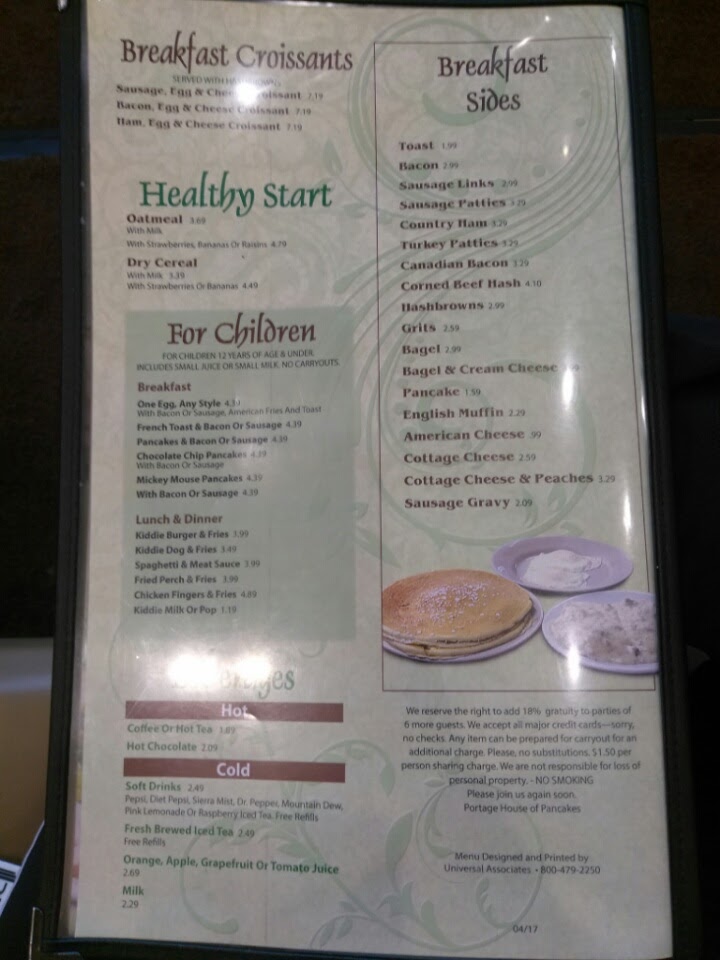 Breakfast Croissants
SERVED WITH
Sausage, Egg & Cheese Croissant 7.19
Bacon, Egg & Cheese Croissant 7.19
Ham, Egg & Cheese Croissant 7.19
Healthy Start
Oatmeal 3.69
With Milk
With Strawberries, Bananas Or Raisins 4.79
Dry Cereal
With Milk 3.39
With Strawberries Or Bananas 4.49
For Children
FOR CHILDREN 12 YEARS OF AGE & UNDER.
INCLUDES SMALL JUICE OR SMALL MILK. NO CARRYOUTS.
Breakfast
One Egg, Any Style
With Bacon Or Sausage, American Fries And Toast
French Toast & Bacon Or Sausage 4.39
Pancakes & Bacon Or Sausage 4.39
Chocolate Chip Pancakes 4.39
With Bacon Or Sausage
Mickey Mouse Pancakes 4.39
With Bacon Or Sausage 4.39
Lunch & Dinner
Kiddie Burger & Fries 3.99
Kiddie Dog & Fries 3.49
Spaghetti & Meat Sauce 3.99
Fried Perch & Fries 3.99
Chicken Fingers & Fries 4.89
Kiddie Milk Or Pop 1.19
Beverages
Hot
Coffee Or Hot Tea 1.89
Hot Chocolate 2.09
Cold
Soft Drinks 2.49
Pepsi, Diet Pepsi, Sierra Mist, Dr. Pepper, Mountain Dew,
Pink Lemonade Or Raspberry Iced Tea. Free Refills
Fresh Brewed Iced Tea 2.49
Free Refills
Orange, Apple, Grapefruit Or Tomato Juice
2.69
Milk
2.29
Breakfast
Sides
Toast 1.99
Bacon 2.99
Sausage Links 2.99
Sausage Patties 3.29
Country Ham 3.29
Turkey Patties 3.29
Canadian Bacon 3.29
Corned Beef Hash 4.10
Hashbrowns 2.99
Grits 2.59
Bagel 2.99
Bagel & Cream Cheese
Pancake 1.59
English Muffin 2.29
American Cheese .99
Cottage Cheese 2.59
Cottage Cheese & Peaches 3.29
Sausage Gravy 2.09
We reserve the right to add 18% gratuity to parties of
6 more guests. We accept all major credit cards—sorry,
no checks. Any item can be prepared for carryout for an
additional charge. Please, no substitutions. $1.50 per
person sharing charge. We are not responsible for loss of
personal property. - NO SMOKING
Please join us again soon.
Portage House of Pancakes
Menu Designed and Printed by
Universal Associates • 800-479-2250
04/17